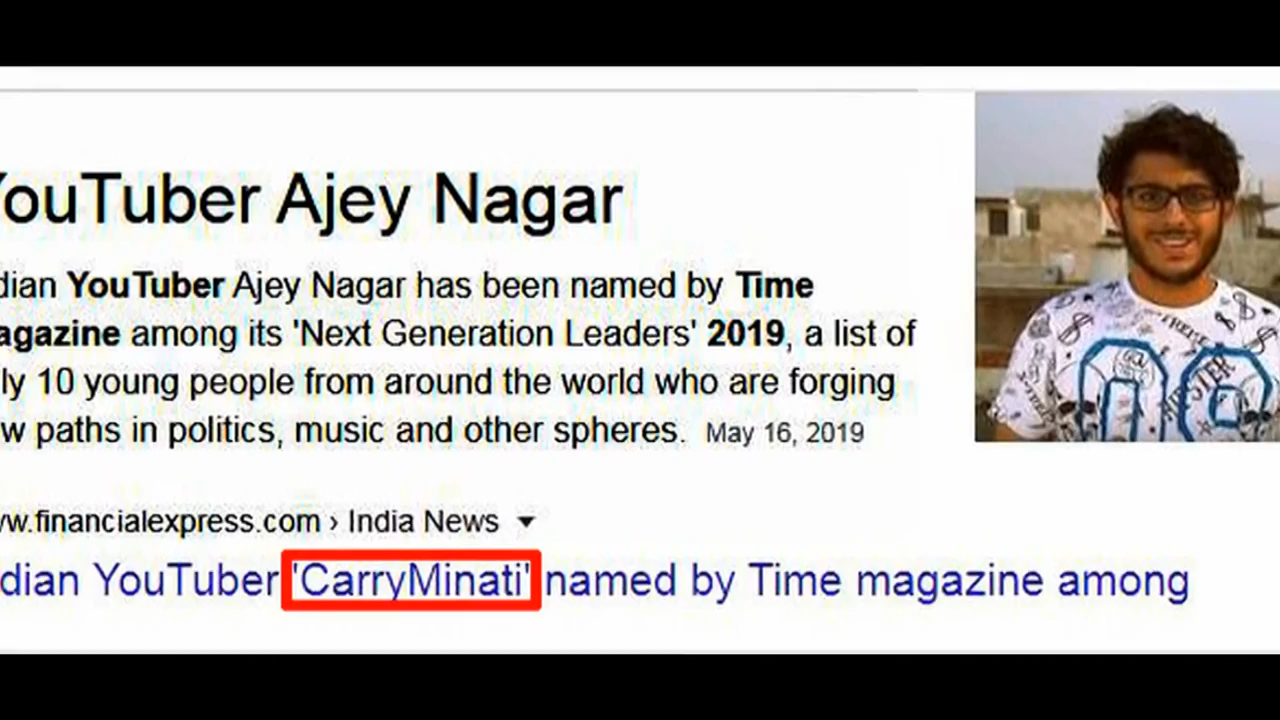 YouTuber Ajey Nagar
dian YouTuber Ajey Nagar has been named by Time
agazine among its 'Next Generation Leaders' 2019, a list of
ly 10 young people from around the world who are forging
w paths in politics, music and other spheres. May 16, 2019
w.financialexpress.com › India News
dian YouTuber 'CarryMinati' named by Time magazine among